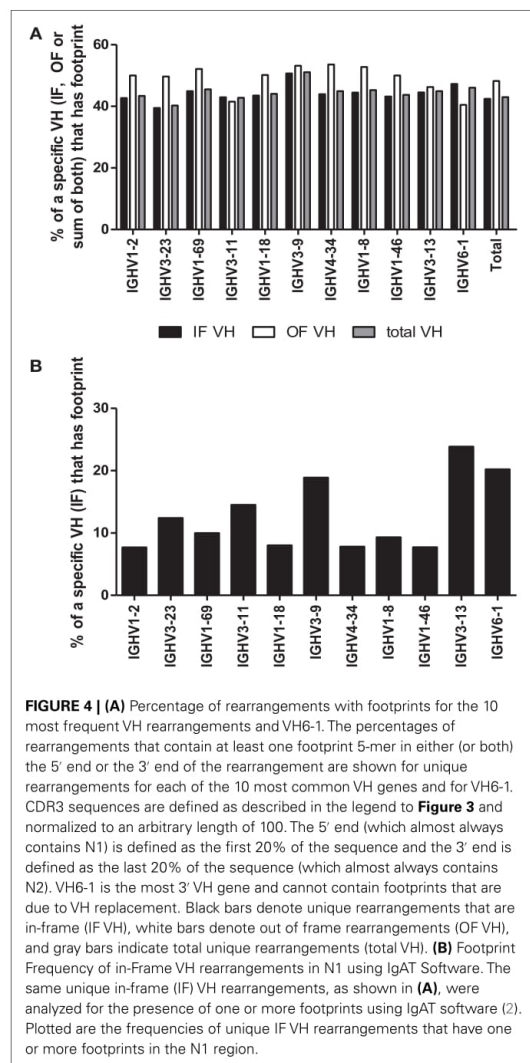 A
% of a specific VH (IF, OF or
sum of both) that has footprint
60
40
20
0
IGHV1-2
IGHV3-23
IGHV1-69
IGHV3-11
IGHV1-18
IGHV3-9
IGHV4-34
IGHV1-8
IGHV1-46
IGHV3-13
IGHV6-1
Total
IF VH OF VH total VH
B
% of a specific VH (IF) that has footprint
30
20
10
0
IGHV1-2
IGHV3-23
IGHV1-69
IGHV3-11
IGHV1-18
IGHV3-9
IGHV4-34
IGHV1-8
IGHV1-46
IGHV3-13
IGHV6-1
FIGURE 4 | (A) Percentage of rearrangements with footprints for the 10
most frequent VH rearrangements and VH6-1. The percentages of
rearrangements that contain at least one footprint 5-mer in either (or both)
the 5′ end or the 3′ end of the rearrangement are shown for unique
rearrangements for each of the 10 most common VH genes and for VH6-1.
CDR3 sequences are defined as described in the legend to Figure 3 and
normalized to an arbitrary length of 100. The 5′ end (which almost always
contains N1) is defined as the first 20% of the sequence and the 3′ end is
defined as the last 20% of the sequence (which almost always contains
N2). VH6-1 is the most 3′ VH gene and cannot contain footprints that are
due to VH replacement. Black bars denote unique rearrangements that are
in-frame (IF VH), white bars denote out of frame rearrangements (OF VH),
and gray bars indicate total unique rearrangements (total VH). (B) Footprint
Frequency of in-Frame VH rearrangements in N1 using IgAT Software. The
same unique in-frame (IF) VH rearrangements, as shown in (A), were
analyzed for the presence of one or more footprints using IgAT software (2).
Plotted are the frequencies of unique IF VH rearrangements that have one
or more footprints in the N1 region.